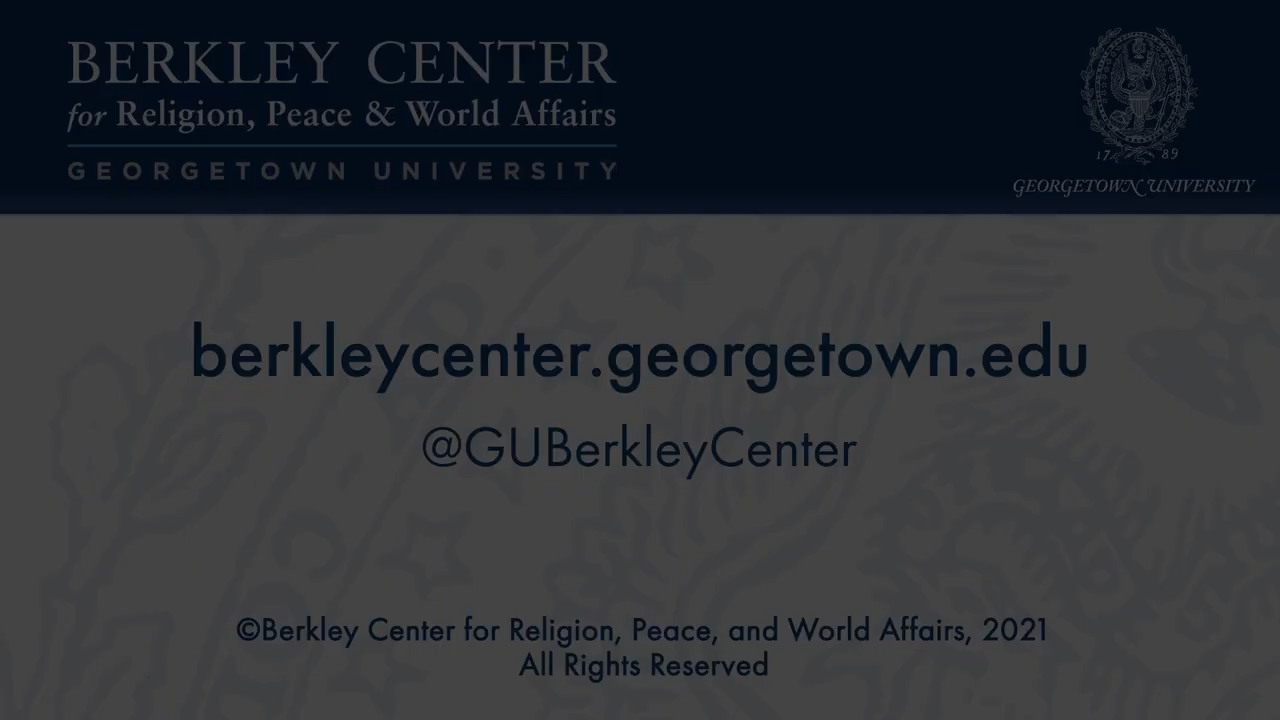 BERKLEY CENTER
for Religion, Peace & World Affairs
GEORGETOWN UNIVERSITY
17 89
GEORGETOWN UNIVERSITY
berkleycenter.georgetown.edu
@GUBerkleyCenter
©Berkley Center for Religion, Peace, and World Affairs, 2021
All Rights Reserved